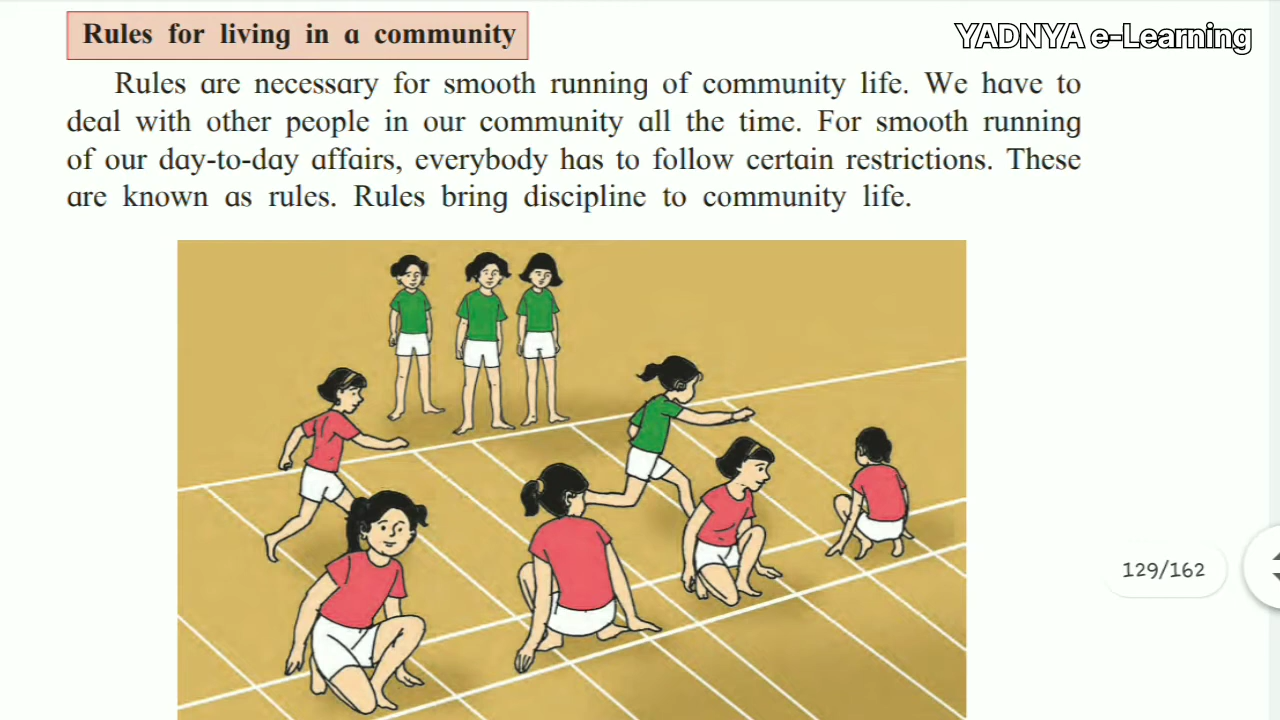 Rules for living in a community
YADNYA e-Learning
Rules are necessary for smooth running of community life. We have to
deal with other people in our community all the time. For smooth running
of our day-to-day affairs, everybody has to follow certain restrictions. These
are known as rules. Rules bring discipline to community life.
129/162